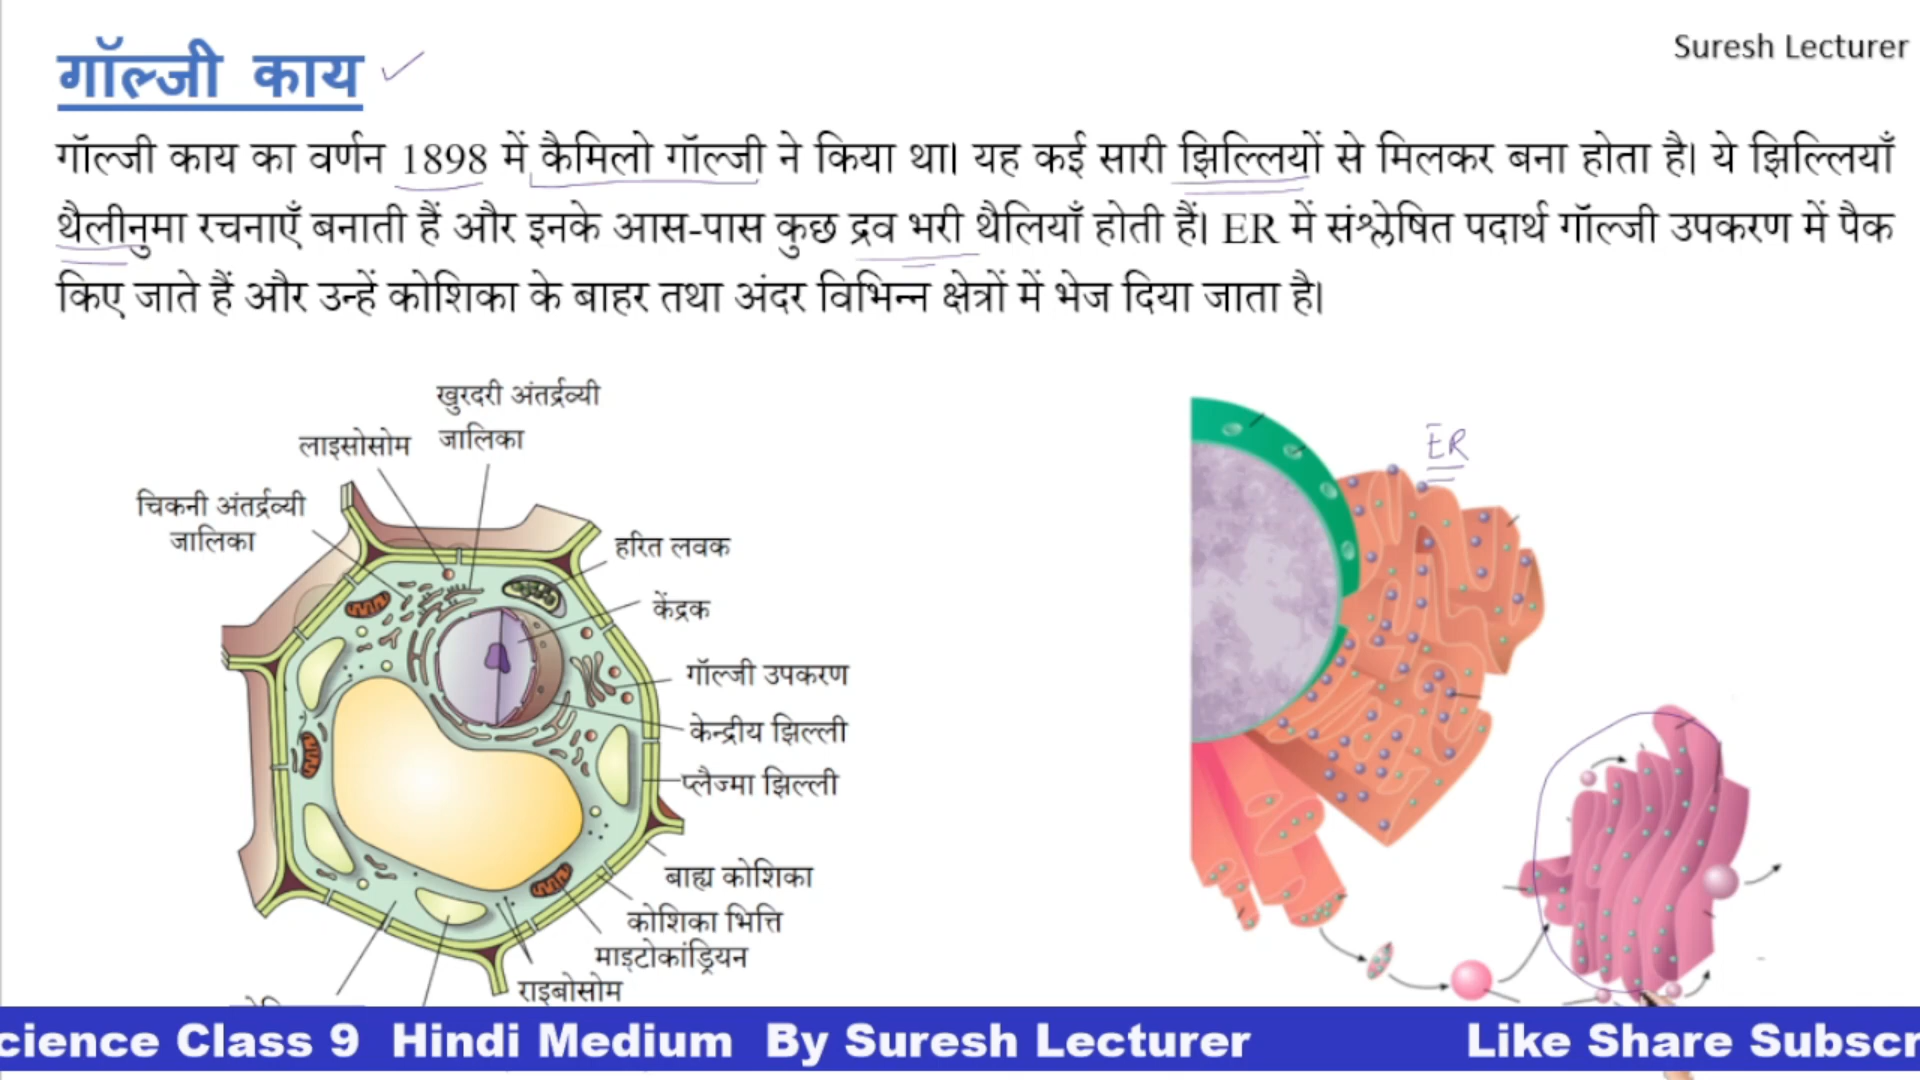 Suresh Lecturer
गॉल्जी काय
गॉल्जी काय का वर्णन 1898 में कैमिलो गॉल्जी ने किया था। यह कई सारी झिल्लियों से मिलकर बना होता है। ये झिल्लियाँ
थैलीनुमा रचनाएँ बनाती हैं और इनके आस-पास कुछ द्रव भरी थैलियाँ होती हैं। ER में संश्लेषित पदार्थ गॉल्जी उपकरण में पैक
किए जाते हैं और उन्हें कोशिका के बाहर तथा अंदर विभिन्न क्षेत्रों में भेज दिया जाता है।
खुरदरी अंतर्द्रव्यी
जालिका
लाइसोसोम
चिकनी अंतर्द्रव्यी
जालिका
हरित लवक
केंद्रक
गॉल्जी उपकरण
केन्द्रीय झिल्ली
प्लैज्मा झिल्ली
बाह्य कोशिका
कोशिका भित्ति
माइटोकांड्रियन
राइबोसोम
ER
cience Class 9 Hindi Medium By Suresh Lecturer
Like Share Subscr